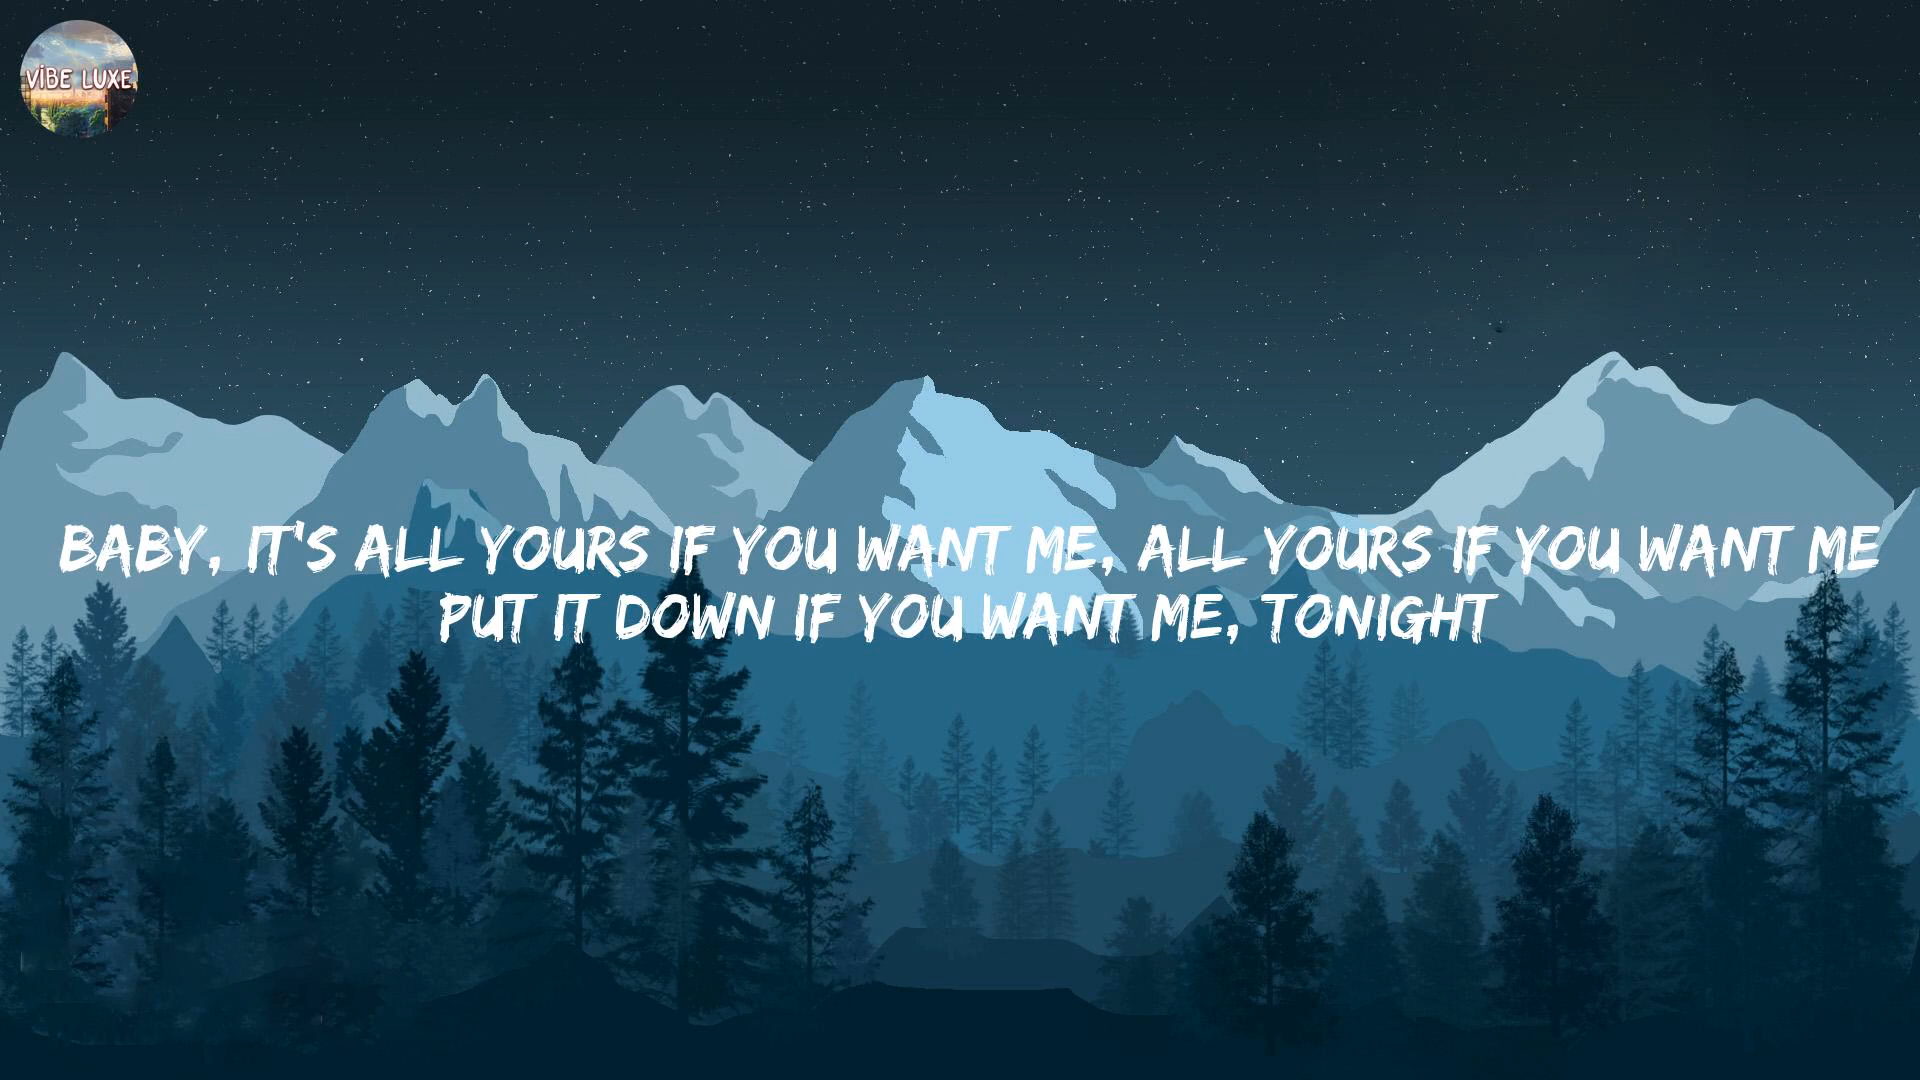 VIBE LUXE
BABY, IT'S ALL YOURS IF YOU WANT ME, ALL YOURS IF YOU WANT ME
PUT IT DOWN IF YOU WANT ME, TONIGHT